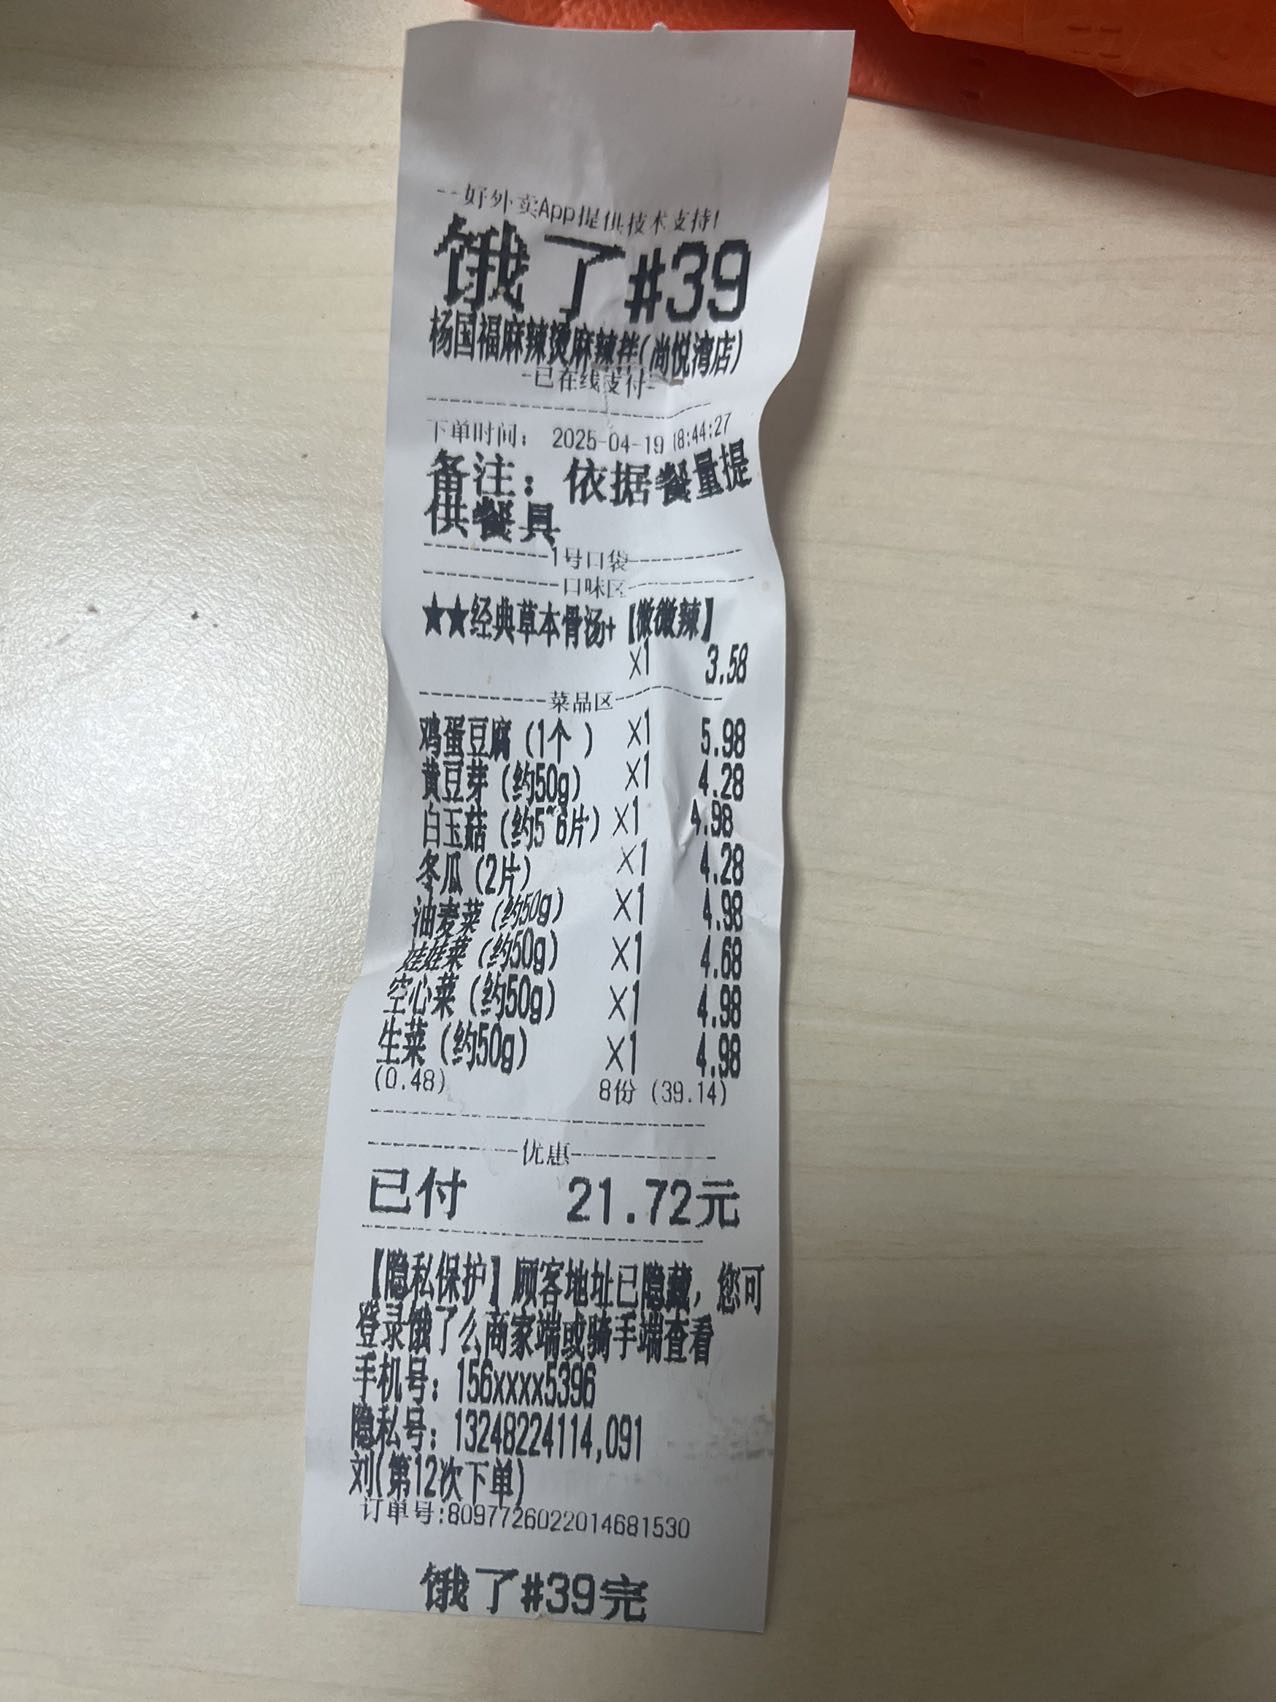 --好外卖App提供技术支持!
饿了#39
杨国福麻辣烫麻辣拌(尚悦湾店)
-已在线支付-
下单时间: 2025-04-19 18:44:27
备注: 依据餐量提
供餐具
1号口袋
口味区
★★经典草本骨汤+【微微辣】
x1 3.58
菜品区
鸡蛋豆腐(1个 ) x1 5.98
黄豆芽(约50g) x1 4.28
白玉菇(约5~6片) x1 4.98
冬瓜(2片) x1 4.28
油麦菜(约50g) x1 4.98
娃娃菜(约50g) x1 4.68
空心菜(约50g) x1 4.98
生菜(约50g) x1 4.98
(0.48) 8份 (39.14)
优惠
已付 21.72元
【隐私保护】顾客地址已隐藏, 您可
登录饿了么商家端或骑手端查看
手机号: 156xxxx5396
隐私号: 13248224114,091
刘(第12次下单)
订单号:8097726022014681530
饿了#39完